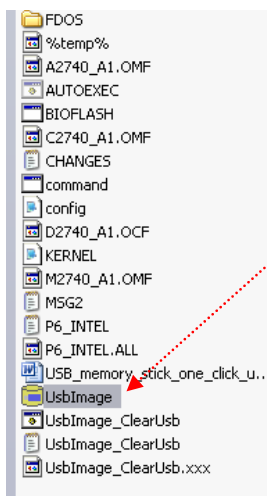 FDOS
%temp%
A2740_A1.OMF
AUTOEXEC
BIOFLASH
C2740_A1.OMF
CHANGES
command
config
D2740_A1.OCF
KERNEL
M2740_A1.OMF
MSG2
P6_INTEL
P6_INTEL.ALL
USB_memory_stick_one_click_u...
UsbImage
UsbImage_ClearUsb
UsbImage_ClearUsb
UsbImage_ClearUsb.xxx